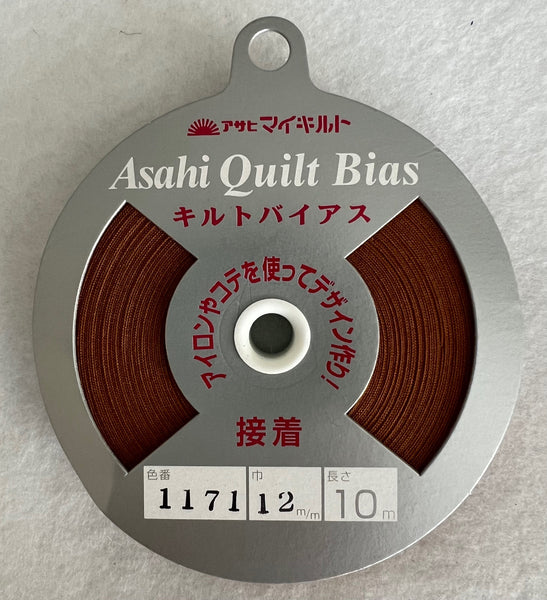 アサヒマイキルト
Asahi Quilt Bias
キルトバイアス
アイロンやコテを使ってデザイン作り!
接着
色番 巾 長さ
1171 12m/m 10m